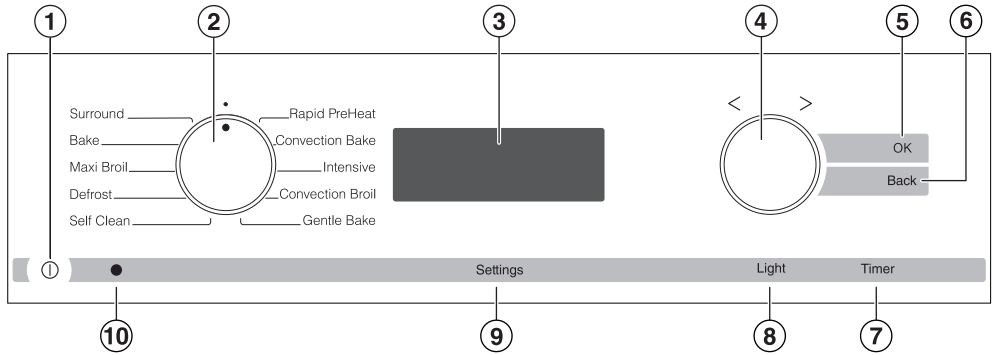 1 2 3 4 5 6
< >
Surround Rapid PreHeat
Bake Convection Bake OK
Maxi Broil Intensive
Back
Defrost Convection Broil
Self Clean Gentle Bake
Settings Light Timer
10 9 8 7